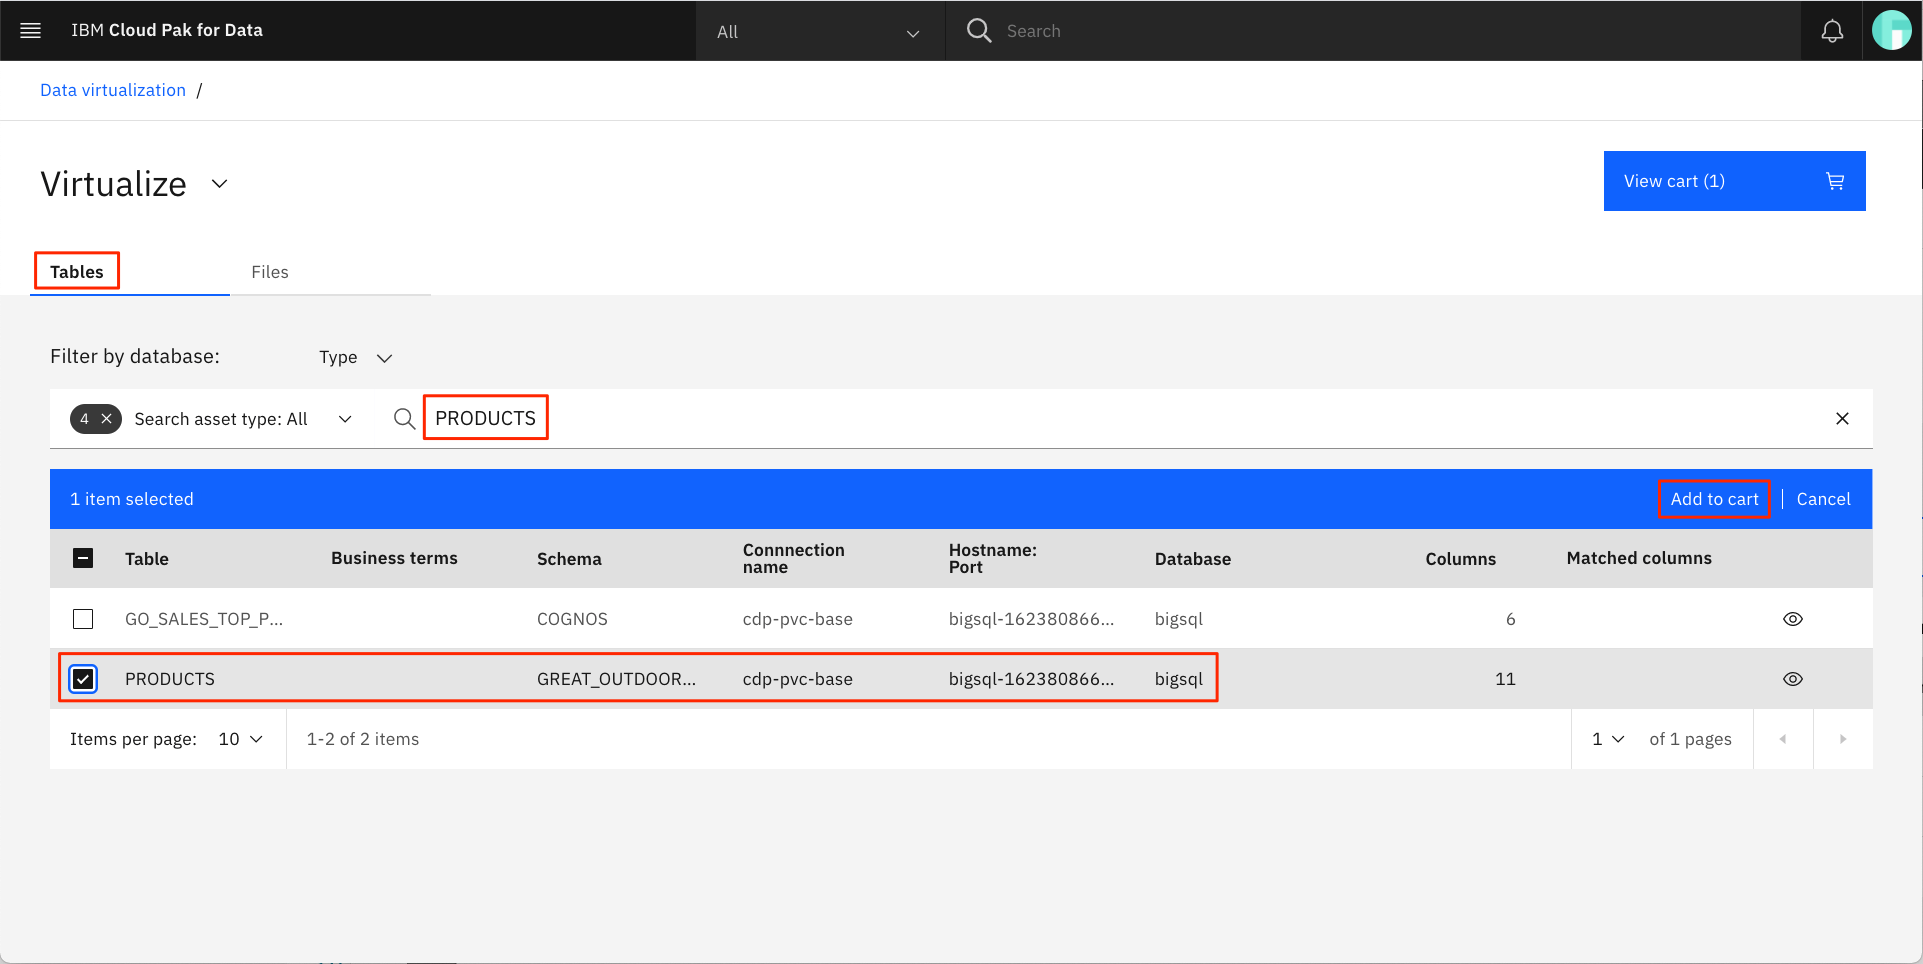 IBM Cloud Pak for Data
All
Search
Data virtualization /
Virtualize
View cart (1)
Tables
Files
Filter by database:
Type
4
Search asset type: All
PRODUCTS
1 item selected
Add to cart
Cancel
Table
Business terms
Schema
Connnection name
Hostname: Port
Database
Columns
Matched columns
GO_SALES_TOP_P...
COGNOS
cdp-pvc-base
bigsql-162380866...
bigsql
6
PRODUCTS
GREAT_OUTDOOR...
cdp-pvc-base
bigsql-162380866...
bigsql
11
Items per page: 10
1-2 of 2 items
1
of 1 pages